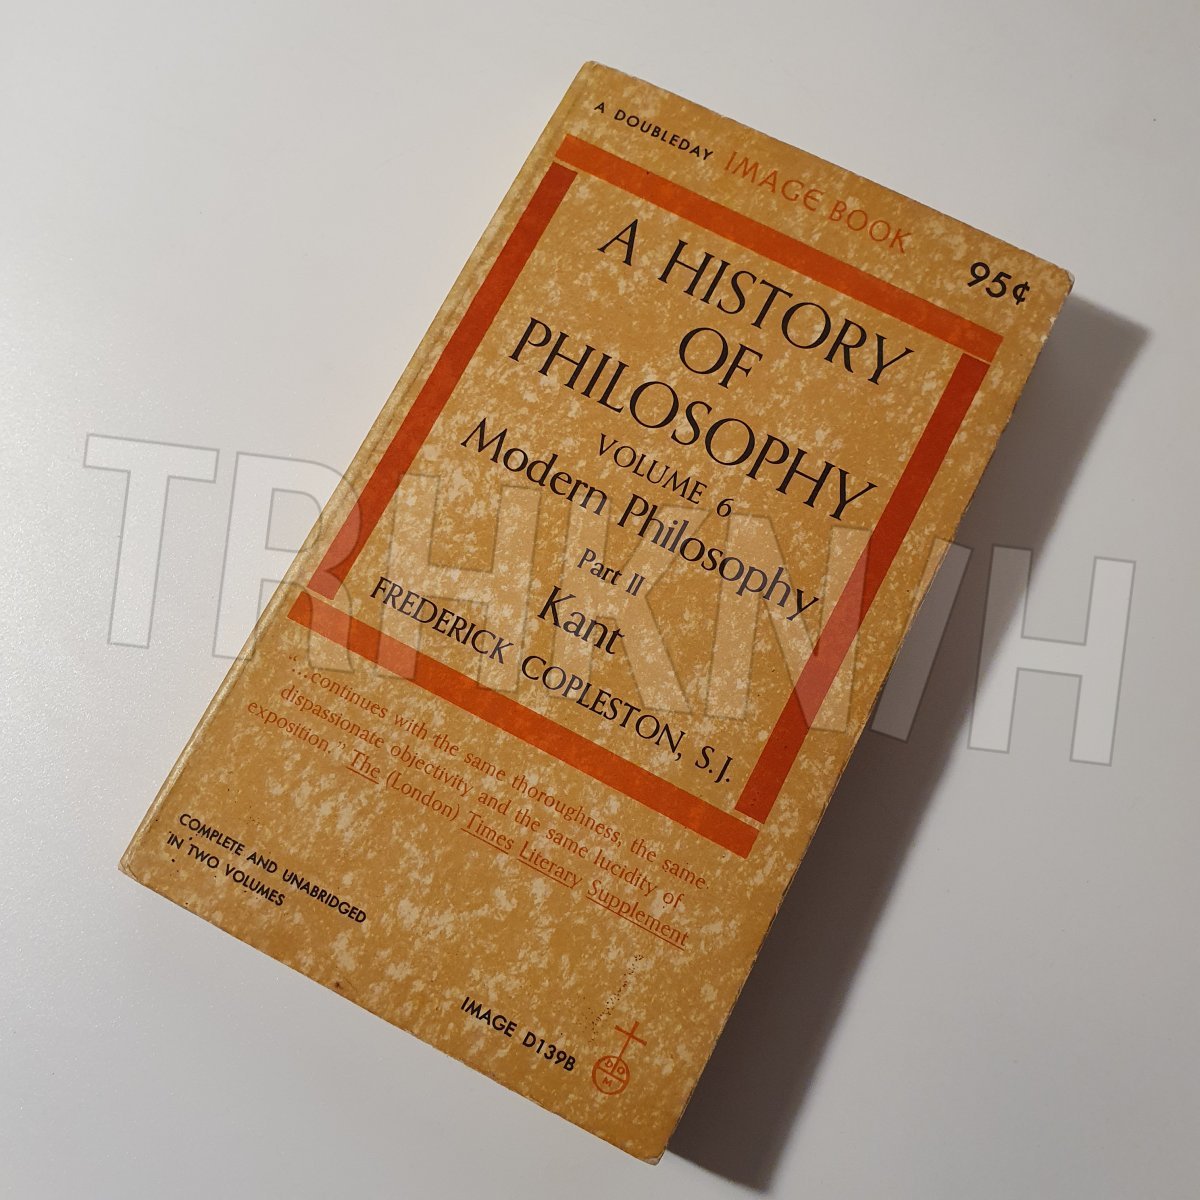 A DOUBLEDAY IMAGE BOOK
95¢
A HISTORY
OF
PHILOSOPHY
VOLUME 6
Modern Philosophy
Part II
Kant
FREDERICK COPLESTON, S.J.
"...continues with the same thoroughness, the same
dispassionate objectivity and the same lucidity of
exposition." The (London) Times Literary Supplement
COMPLETE AND UNABRIDGED
IN TWO VOLUMES
IMAGE D139B
D O
M
TRHKNVH